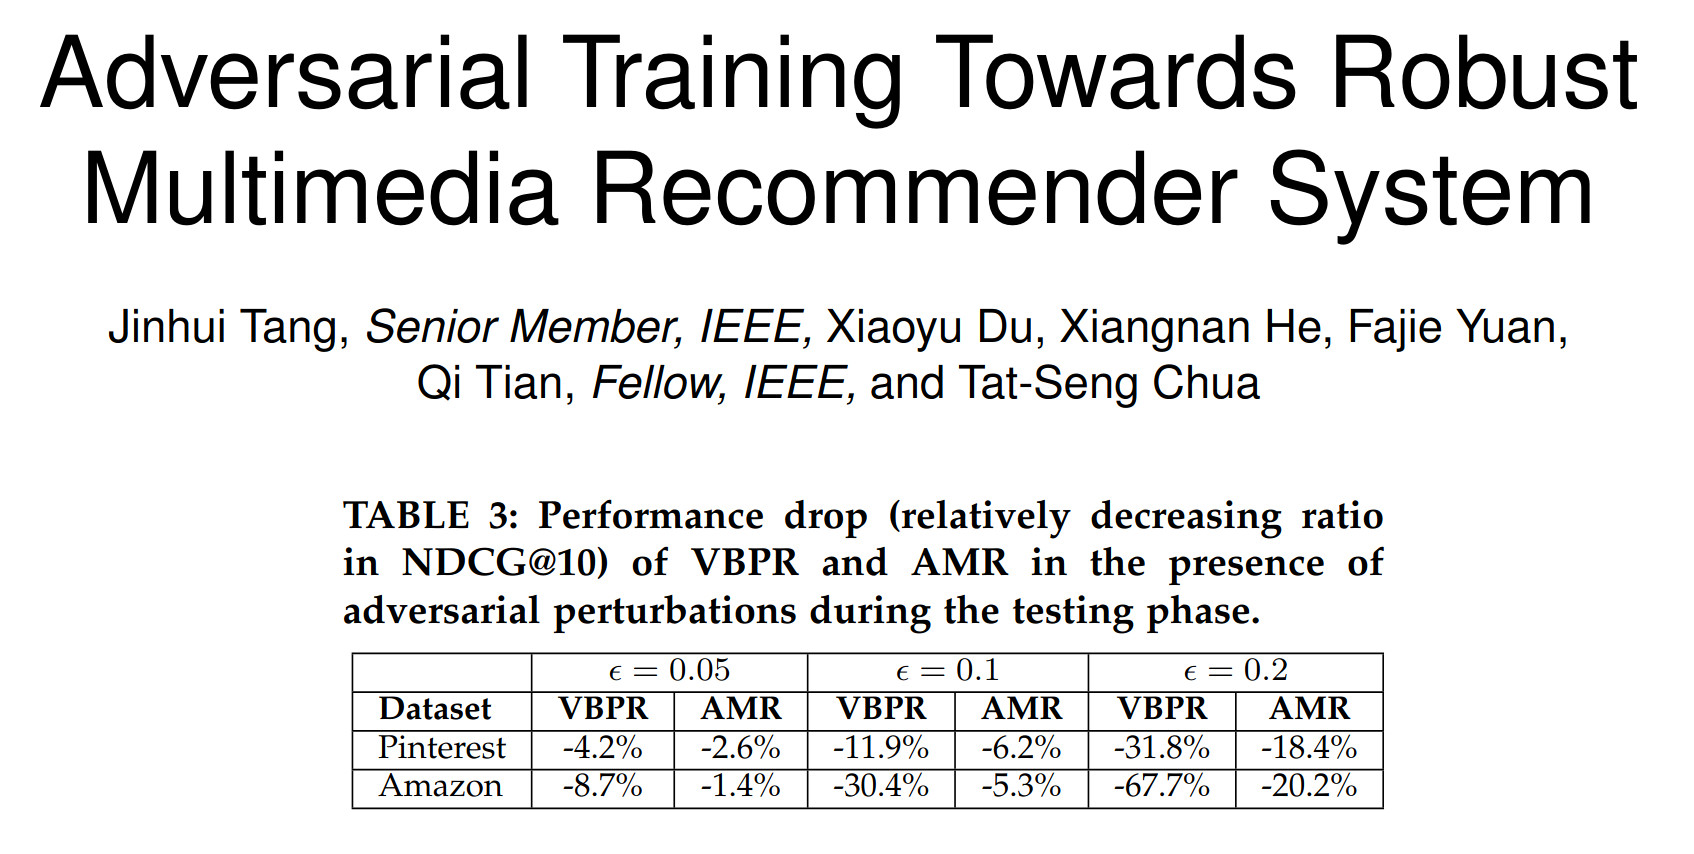 Adversarial Training Towards Robust
Multimedia Recommender System
Jinhui Tang, Senior Member, IEEE, Xiaoyu Du, Xiangnan He, Fajie Yuan,
Qi Tian, Fellow, IEEE, and Tat-Seng Chua
TABLE 3: Performance drop (relatively decreasing ratio
in NDCG@10) of VBPR and AMR in the presence of
adversarial perturbations during the testing phase.
ϵ = 0.05 ϵ = 0.1 ϵ = 0.2
Dataset VBPR AMR VBPR AMR VBPR AMR
Pinterest -4.2% -2.6% -11.9% -6.2% -31.8% -18.4%
Amazon -8.7% -1.4% -30.4% -5.3% -67.7% -20.2%